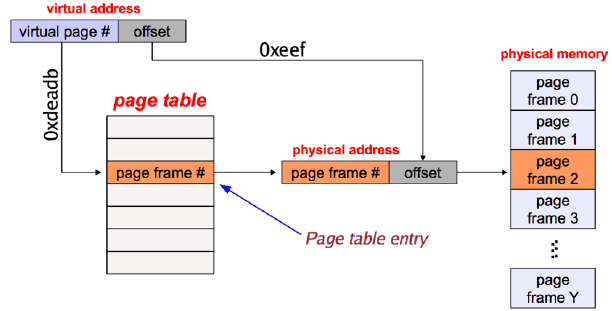 virtual address
virtual page #
offset
0xeef
0xdeadb
page table
page frame #
Page table entry
physical address
page frame #
offset
physical memory
page
frame 0
page
frame 1
page
frame 2
page
frame 3
page
frame Y